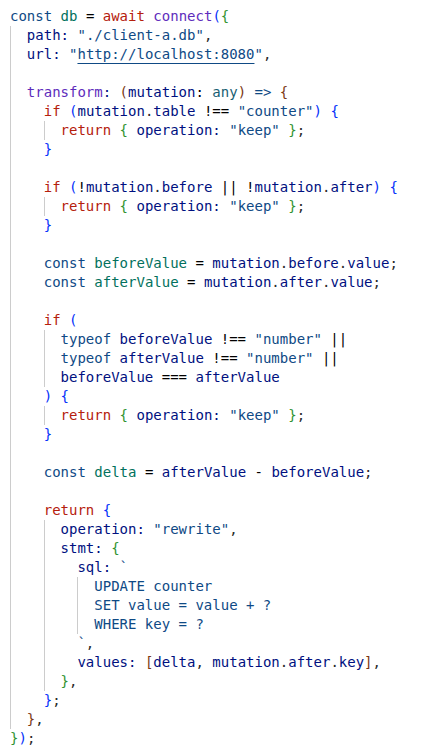 const db = await connect({
  path: "./client-a.db",
  url: "http://localhost:8080",

  transform: (mutation: any) => {
    if (mutation.table !== "counter") {
      return { operation: "keep" };
    }

    if (!mutation.before || !mutation.after) {
      return { operation: "keep" };
    }

    const beforeValue = mutation.before.value;
    const afterValue = mutation.after.value;

    if (
      typeof beforeValue !== "number" ||
      typeof afterValue !== "number" ||
      beforeValue === afterValue
    ) {
      return { operation: "keep" };
    }

    const delta = afterValue - beforeValue;

    return {
      operation: "rewrite",
      stmt: {
        sql: `
          UPDATE counter
          SET value = value + ?
          WHERE key = ?
        `,
        values: [delta, mutation.after.key],
      },
    };
  },
});